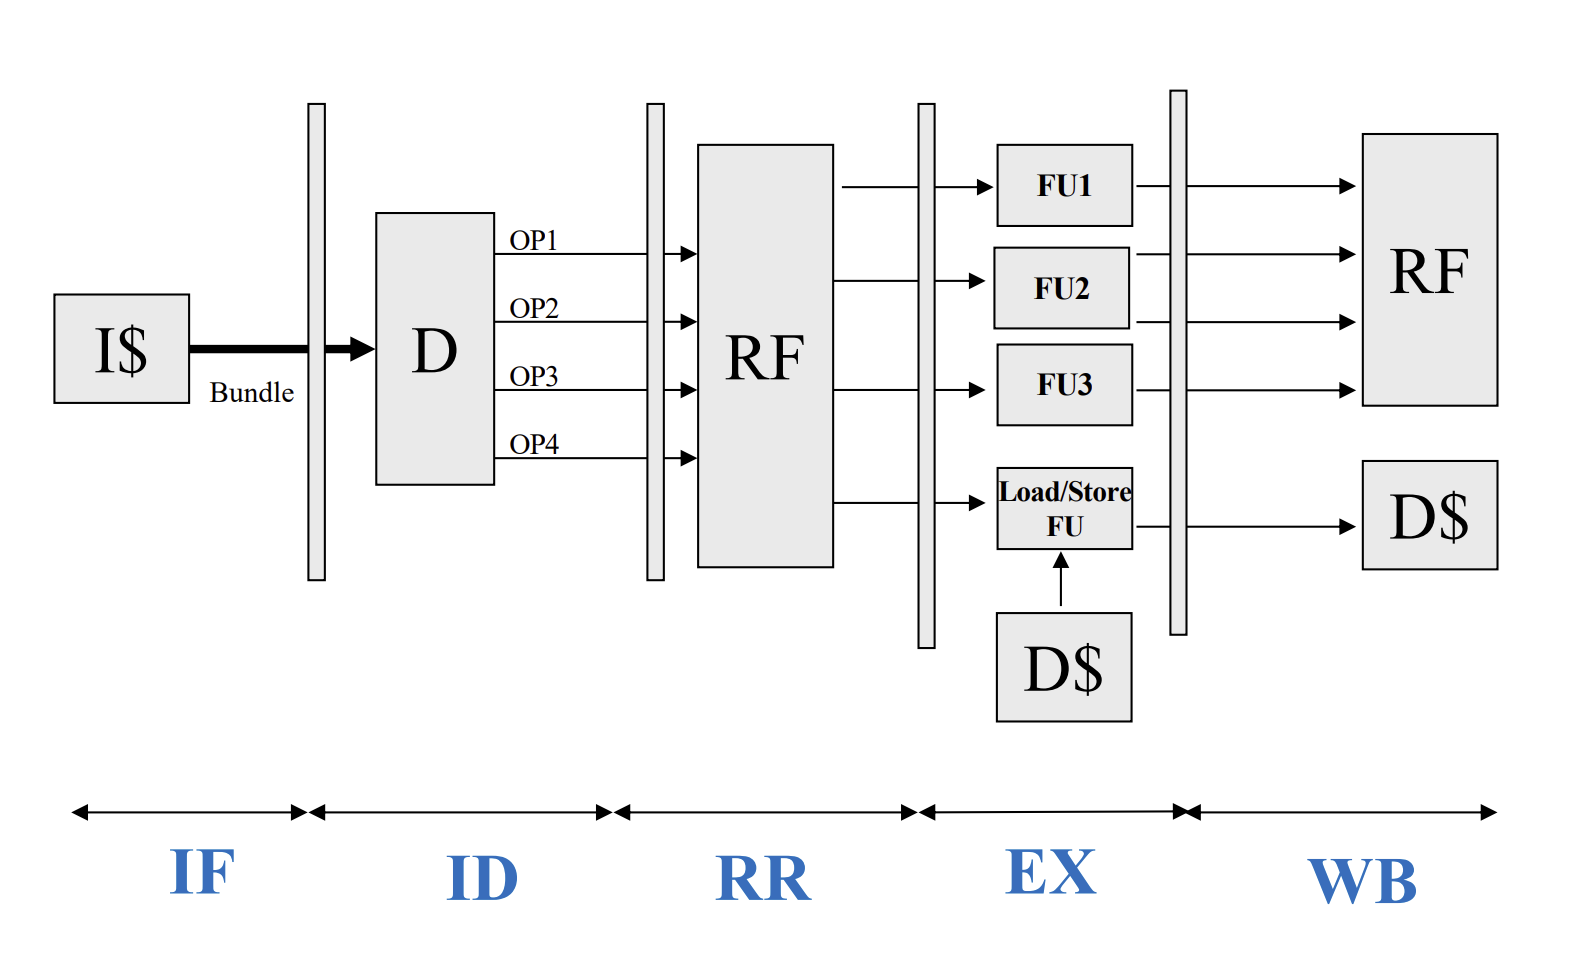 I$
Bundle
D
OP1
OP2
OP3
OP4
RF
FU1
FU2
FU3
Load/Store
FU
D$
RF
D$
IF
ID
RR
EX
WB